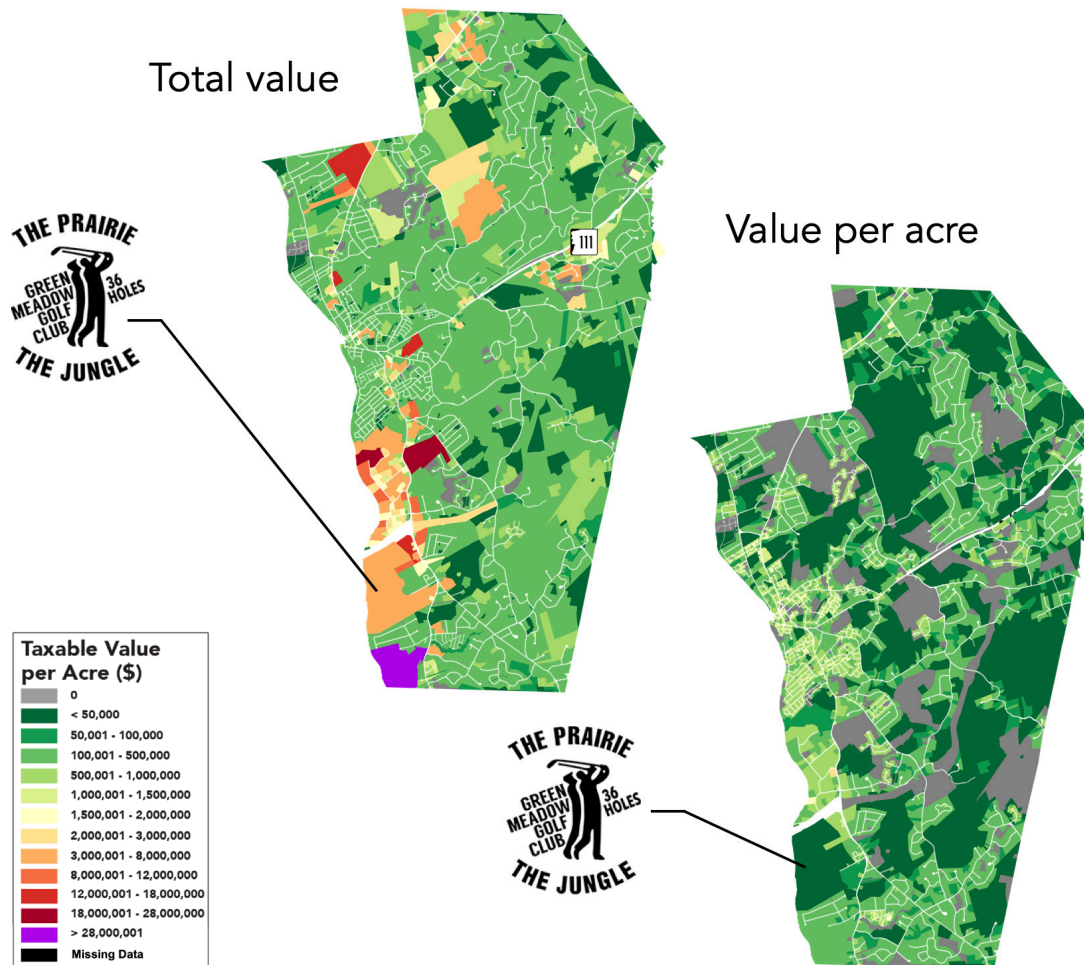 Total value
THE PRAIRIE
GREEN
MEADOW
GOLF
CLUB
36
HOLES
THE JUNGLE
111
Value per acre
Taxable Value
per Acre ($)
0
< 50,000
50,001 - 100,000
100,001 - 500,000
500,001 - 1,000,000
1,000,001 - 1,500,000
1,500,001 - 2,000,000
2,000,001 - 3,000,000
3,000,001 - 8,000,000
8,000,001 - 12,000,000
12,000,001 - 18,000,000
18,000,001 - 28,000,000
> 28,000,001
Missing Data
THE PRAIRIE
GREEN
MEADOW
GOLF
CLUB
36
HOLES
THE JUNGLE